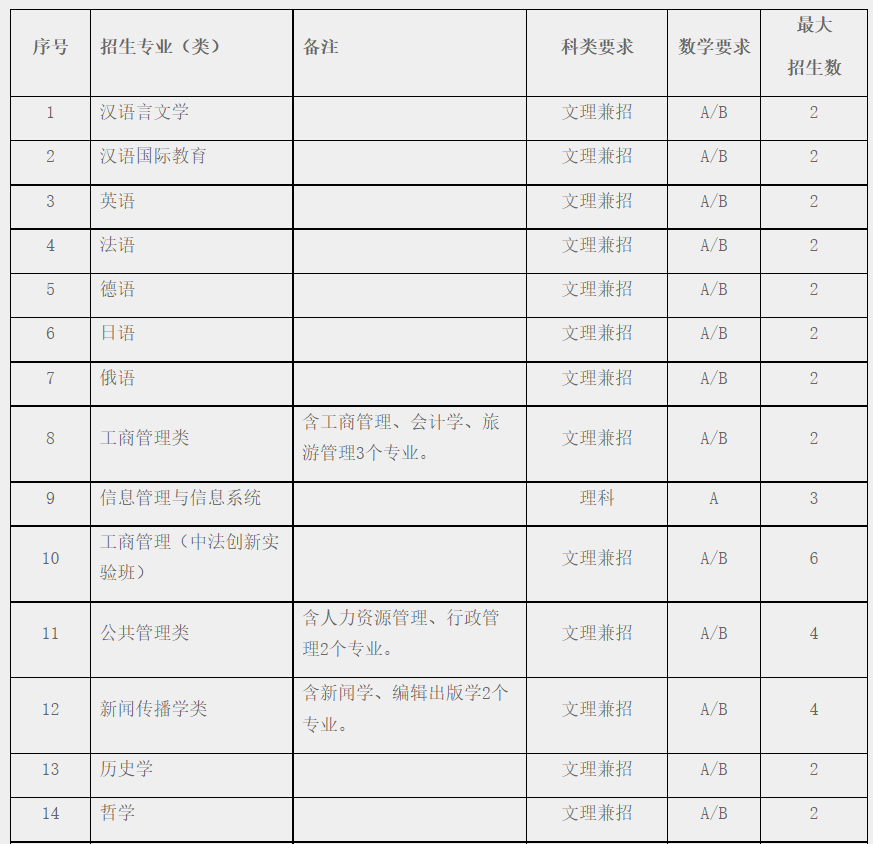 序号 招生专业（类） 备注 科类要求 数学要求 最大
招生数
1 汉语言文学 文理兼招 A/B 2
2 汉语国际教育 文理兼招 A/B 2
3 英语 文理兼招 A/B 2
4 法语 文理兼招 A/B 2
5 德语 文理兼招 A/B 2
6 日语 文理兼招 A/B 2
7 俄语 文理兼招 A/B 2
8 工商管理类 含工商管理、会计学、旅
游管理3个专业。 文理兼招 A/B 2
9 信息管理与信息系统 理科 A 3
10 工商管理（中法创新实
验班） 文理兼招 A/B 6
11 公共管理类 含人力资源管理、行政管
理2个专业。 文理兼招 A/B 4
12 新闻传播学类 含新闻学、编辑出版学2个
专业。 文理兼招 A/B 4
13 历史学 文理兼招 A/B 2
14 哲学 文理兼招 A/B 2